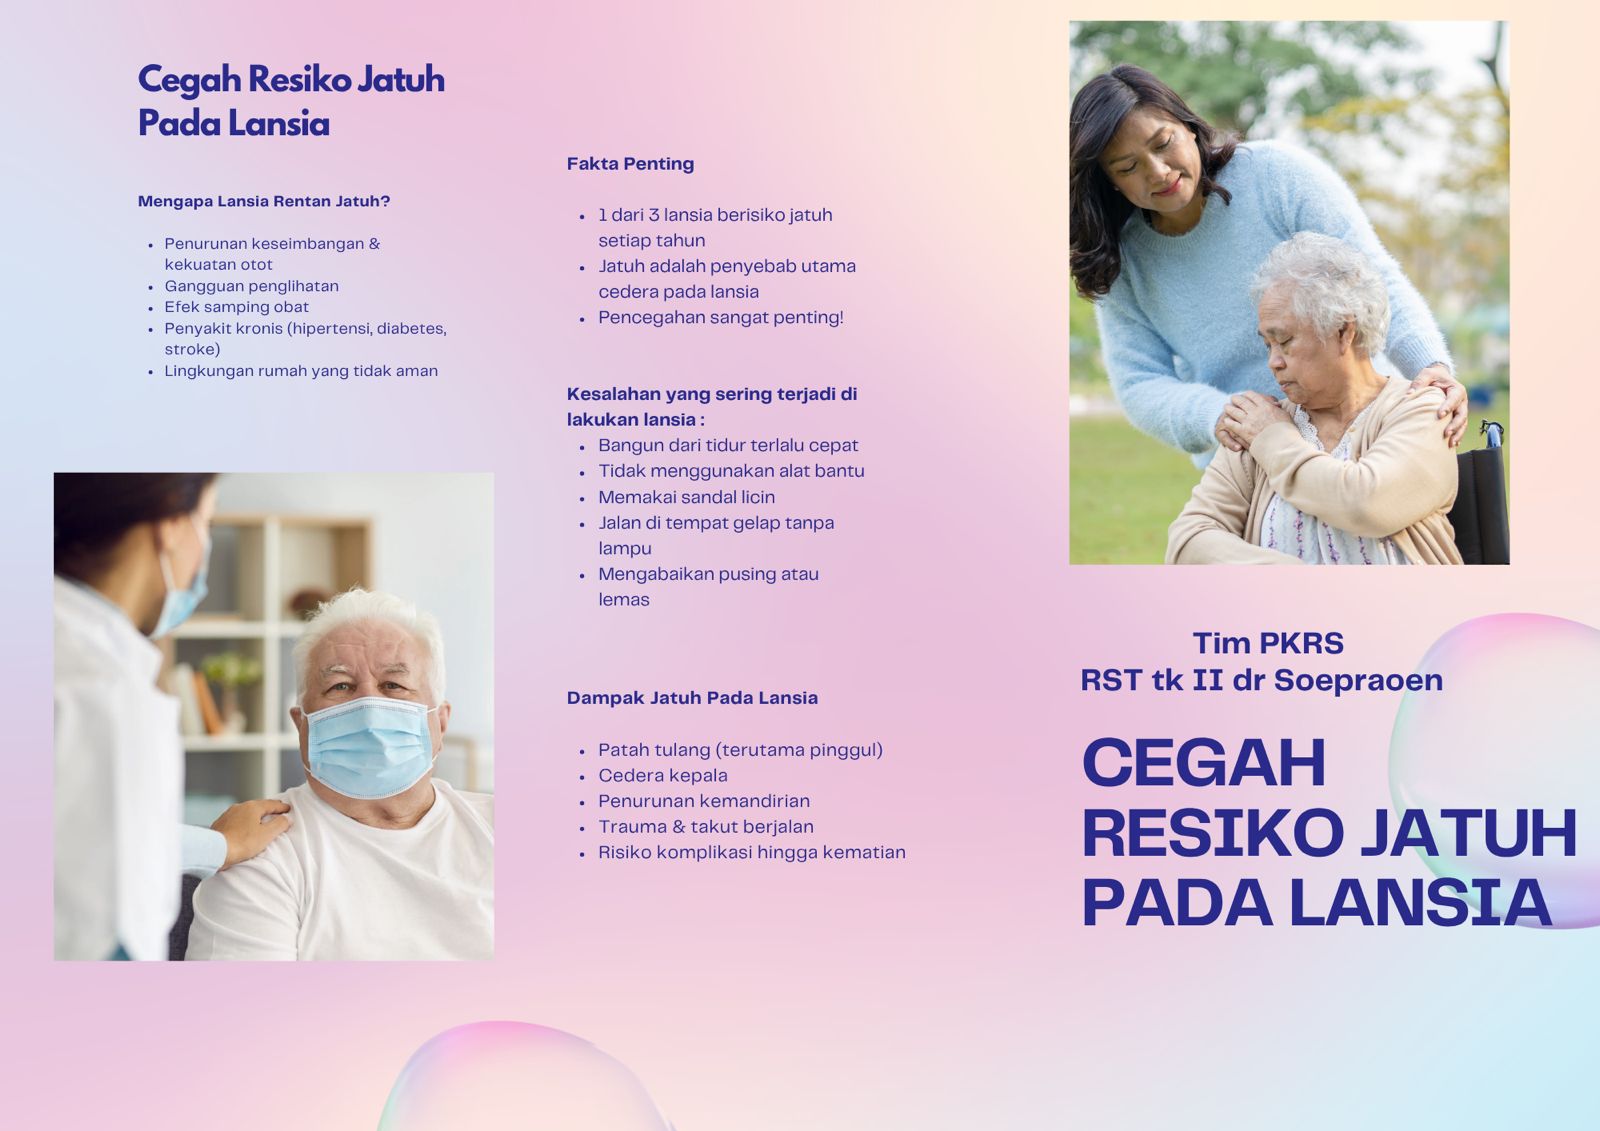 Cegah Resiko Jatuh
Pada Lansia
Mengapa Lansia Rentan Jatuh?
• Penurunan keseimbangan &
kekuatan otot
• Gangguan penglihatan
• Efek samping obat
• Penyakit kronis (hipertensi, diabetes,
stroke)
• Lingkungan rumah yang tidak aman
Fakta Penting
• 1 dari 3 lansia berisiko jatuh
setiap tahun
• Jatuh adalah penyebab utama
cedera pada lansia
• Pencegahan sangat penting!
Kesalahan yang sering terjadi di
lakukan lansia :
• Bangun dari tidur terlalu cepat
• Tidak menggunakan alat bantu
• Memakai sandal licin
• Jalan di tempat gelap tanpa
lampu
• Mengabaikan pusing atau
lemas
Dampak Jatuh Pada Lansia
• Patah tulang (terutama pinggul)
• Cedera kepala
• Penurunan kemandirian
• Trauma & takut berjalan
• Risiko komplikasi hingga kematian
Tim PKRS
RST tk II dr Soepraoen
CEGAH
RESIKO JATUH
PADA LANSIA